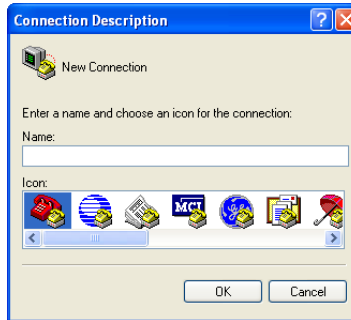 Connection Description
New Connection
Enter a name and choose an icon for the connection:
Name:
Icon:
MCI
OK
Cancel